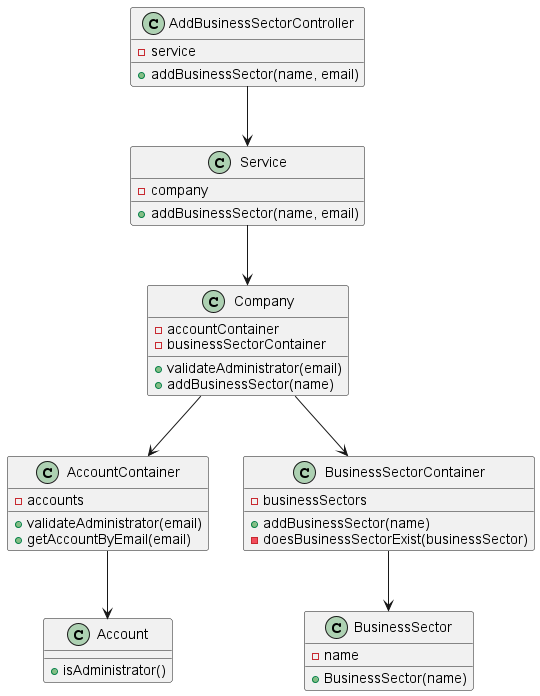 C AddBusinessSectorController
service
addBusinessSector(name, email)
C Service
company
addBusinessSector(name, email)
C Company
accountContainer
businessSectorContainer
validateAdministrator(email)
addBusinessSector(name)
C AccountContainer
accounts
validateAdministrator(email)
getAccountByEmail(email)
C BusinessSectorContainer
businessSectors
addBusinessSector(name)
doesBusinessSectorExist(businessSector)
C Account
isAdministrator()
C BusinessSector
name
BusinessSector(name)